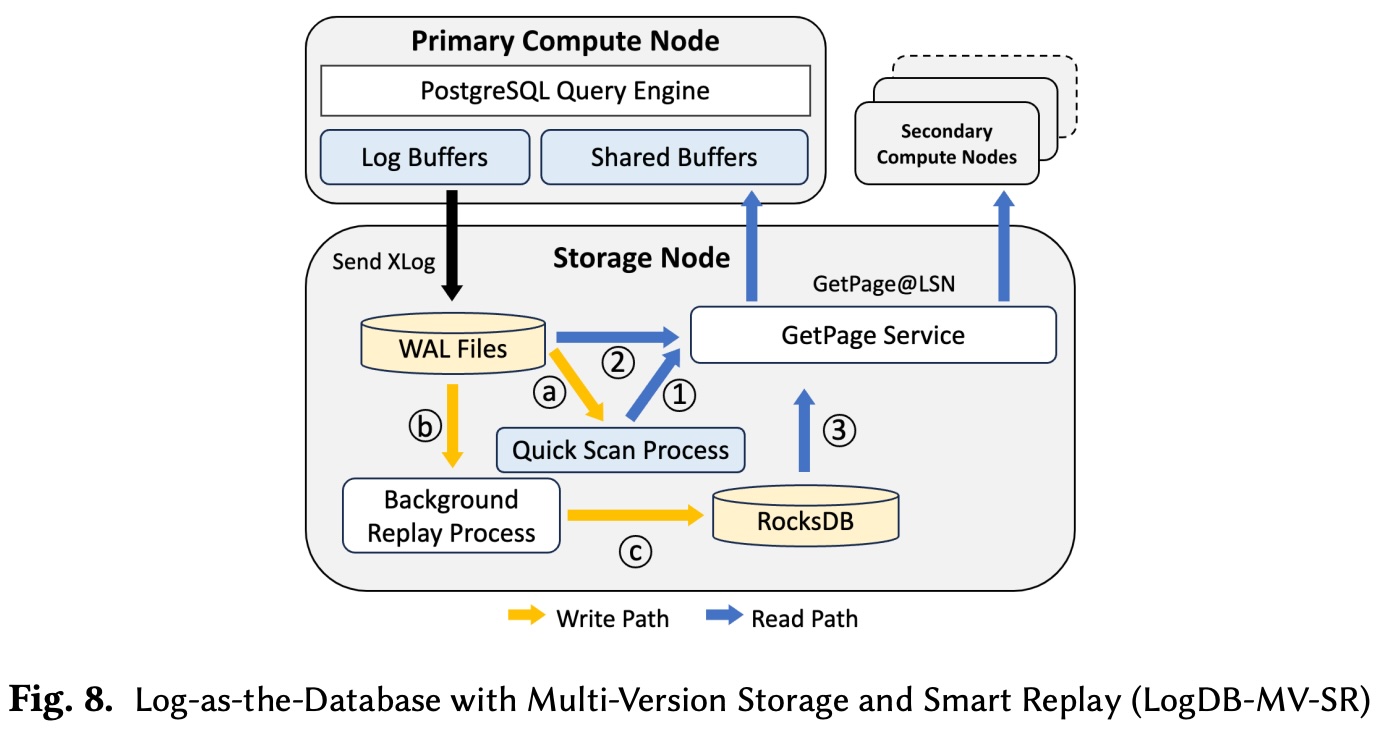 Primary Compute Node
PostgreSQL Query Engine
Log Buffers
Shared Buffers
Secondary
Compute Nodes
Send XLog
Storage Node
GetPage@LSN
WAL Files
GetPage Service
②
ⓐ
①
ⓑ
Quick Scan Process
③
Background
Replay Process
RocksDB
ⓒ
Write Path
Read Path
Fig. 8. Log-as-the-Database with Multi-Version Storage and Smart Replay (LogDB-MV-SR)